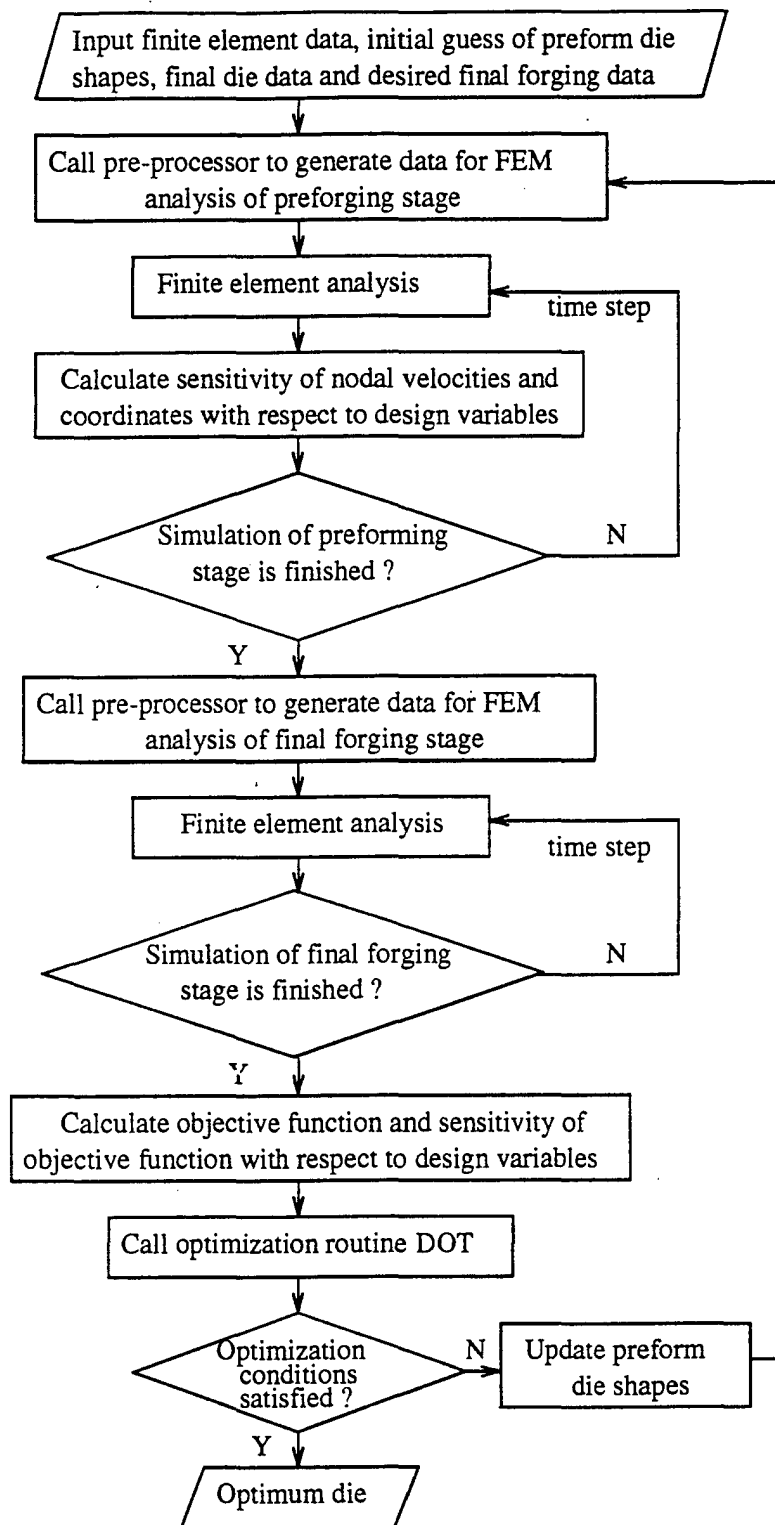 Input finite element data, initial guess of preform die
shapes, final die data and desired final forging data
Call pre-processor to generate data for FEM
analysis of preforging stage
Finite element analysis
time step
Calculate sensitivity of nodal velocities and
coordinates with respect to design variables
Simulation of preforming
stage is finished ?
N
Y
Call pre-processor to generate data for FEM
analysis of final forging stage
Finite element analysis
time step
Simulation of final forging
stage is finished ?
N
Y
Calculate objective function and sensitivity of
objective function with respect to design variables
Call optimization routine DOT
Optimization
conditions
satisfied ?
N
Update preform
die shapes
Y
Optimum die